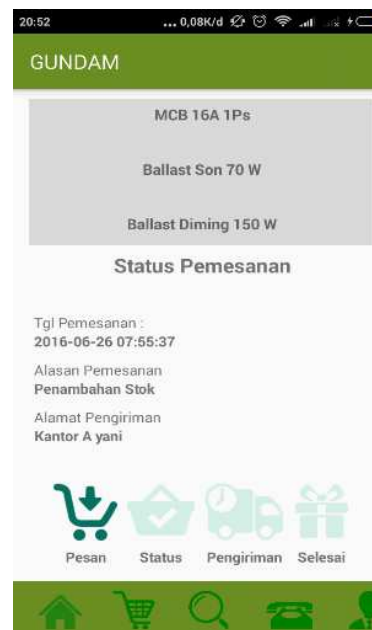 20:52 ... 0,08K/d
GUNDAM
MCB 16A 1Ps
Ballast Son 70 W
Ballast Diming 150 W
Status Pemesanan
Tgl Pemesanan :
2016-06-26 07:55:37
Alasan Pemesanan
Penambahan Stok
Alamat Pengiriman
Kantor A yani
Pesan Status Pengiriman Selesai